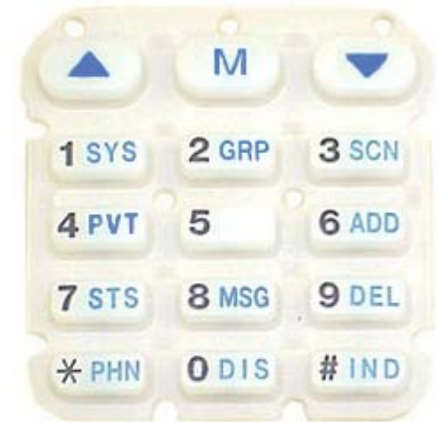 M
1 SYS 2 GRP 3 SCN
4 PVT 5 6 ADD
7 STS 8 MSG 9 DEL
* PHN 0 DIS # IND